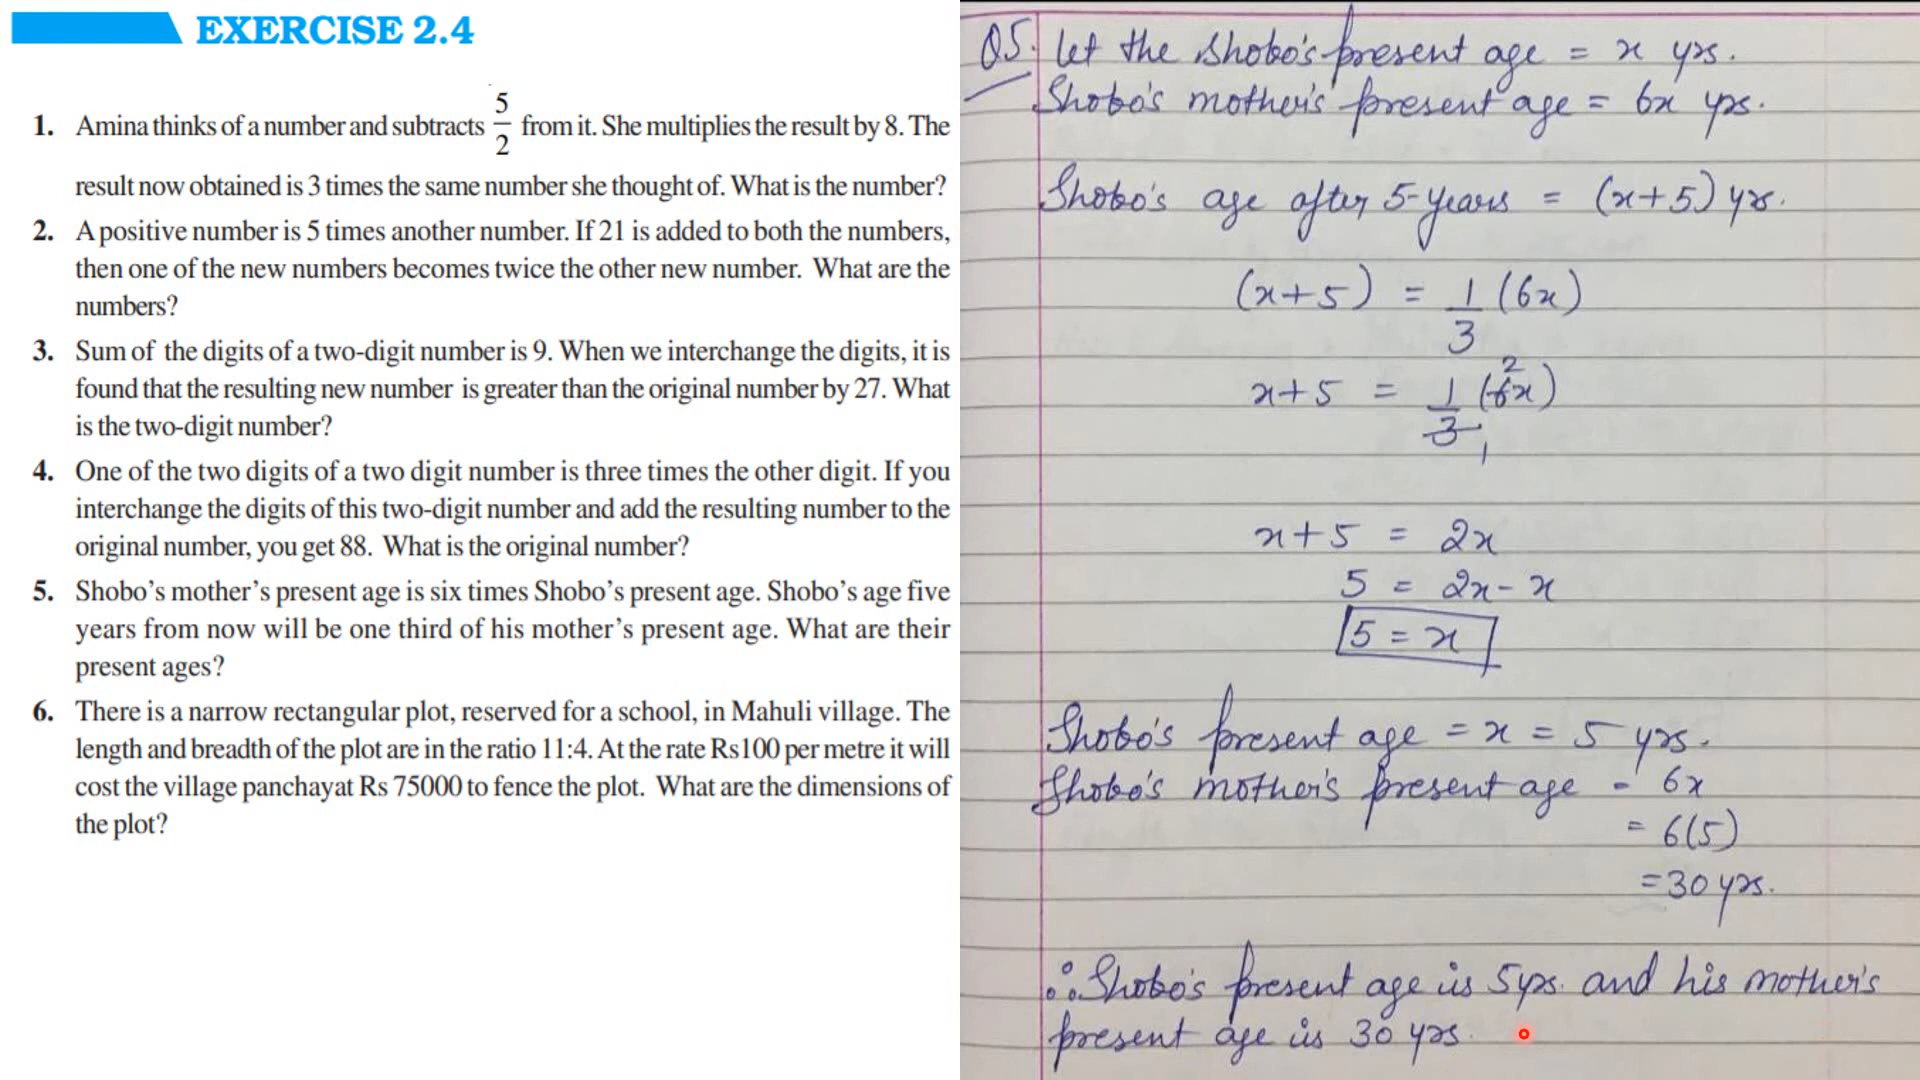 EXERCISE 2.4
1. Amina thinks of a number and subtracts 5/2 from it. She multiplies the result by 8. The
result now obtained is 3 times the same number she thought of. What is the number?
2. A positive number is 5 times another number. If 21 is added to both the numbers,
then one of the new numbers becomes twice the other new number. What are the
numbers?
3. Sum of the digits of a two-digit number is 9. When we interchange the digits, it is
found that the resulting new number is greater than the original number by 27. What
is the two-digit number?
4. One of the two digits of a two digit number is three times the other digit. If you
interchange the digits of this two-digit number and add the resulting number to the
original number, you get 88. What is the original number?
5. Shobo's mother's present age is six times Shobo's present age. Shobo's age five
years from now will be one third of his mother's present age. What are their
present ages?
6. There is a narrow rectangular plot, reserved for a school, in Mahuli village. The
length and breadth of the plot are in the ratio 11:4. At the rate Rs100 per metre it will
cost the village panchayat Rs 75000 to fence the plot. What are the dimensions of
the plot?
Q5. Let the Shobo's present age = x yrs.
Shobo's mother's present age = 6x yrs.
Shobo's age after 5-years = (x+5) yrs.
(x+5) = 1/3 (6x)
x+5 = 1/3 (6x) 2 1
x+5 = 2x
5 = 2x - x
5 = x
Shobo's present age = x = 5 yrs.
Shobo's mother's present age = 6x
= 6(5)
= 30 yrs.
∴ Shobo's present age is 5yrs. and his mother's
present age is 30 yrs.